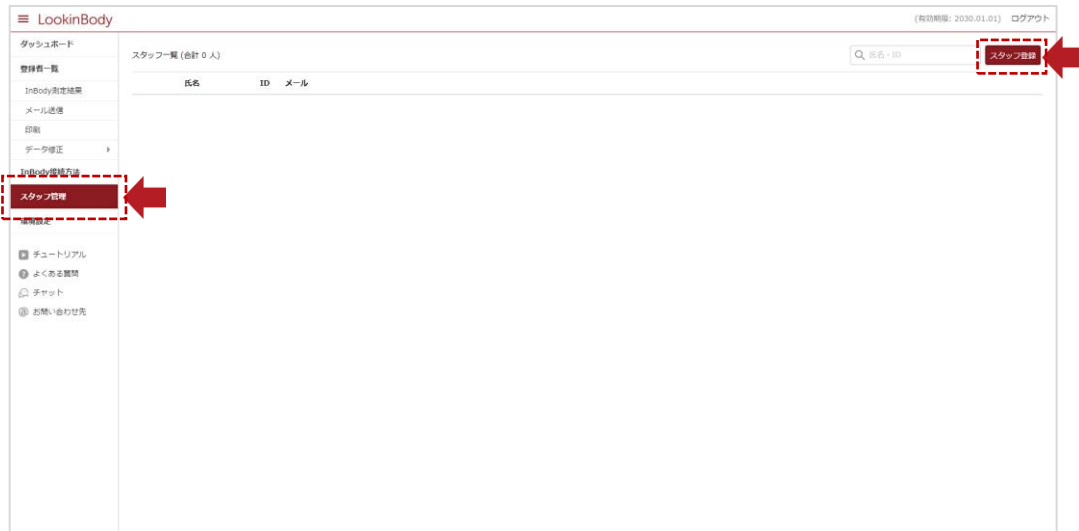 LookinBody
(有効期限: 2030.01.01) ログアウト
ダッシュボード
登録者一覧
InBody測定結果
メール送信
印刷
データ修正
InBody接続方法
スタッフ管理
環境設定
チュートリアル
よくある質問
チャット
お問い合わせ先
スタッフ一覧 (合計 0 人)
氏名・ID
スタッフ登録
氏名 ID メール